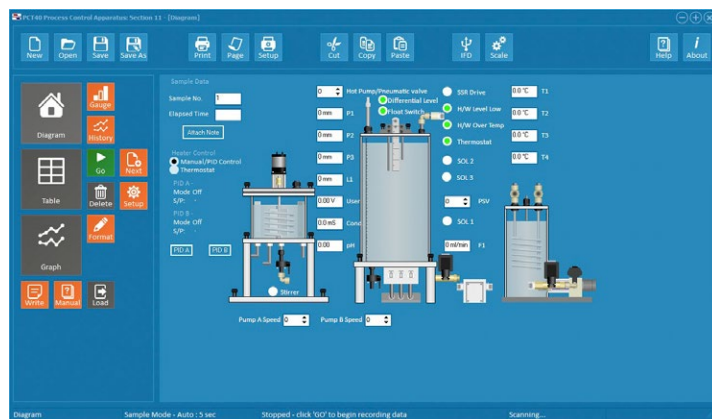 PCT40 Process Control Apparatus: Section 11 - [Diagram]
New Open Save Save As Print Page Setup Cut Copy Paste IFD Scale Help About
Diagram
Gauge
History
Table
Go
Next
Delete
Setup
Graph
Format
Write
Manual
Load
Sample Data
Sample No. 1
Elapsed Time
Attach Note
Heater Control
Manual/PID Control
Thermostat
PID A -
Mode Off
S/P: -
PID B -
Mode Off
S/P: -
PID A PID B
0 Hot Pump/Pneumatic valve
Differential Level
Float Switch
0 mm P1
0 mm P2
0 mm P3
0 mm L1
0.00 V User
0.0 mS Cond
0.00 pH
Stirrer
Pump A Speed 0 Pump B Speed 0
SSR Drive
H/W Level Low
H/W Over Temp
Thermostat
SOL 2
SOL 3
0 PSV
SOL 1
0 ml/min F1
0.0 °C T1
0.0 °C T2
0.0 °C T3
0.0 °C T4
Diagram Sample Mode - Auto : 5 sec Stopped - click 'GO' to begin recording data Scanning...